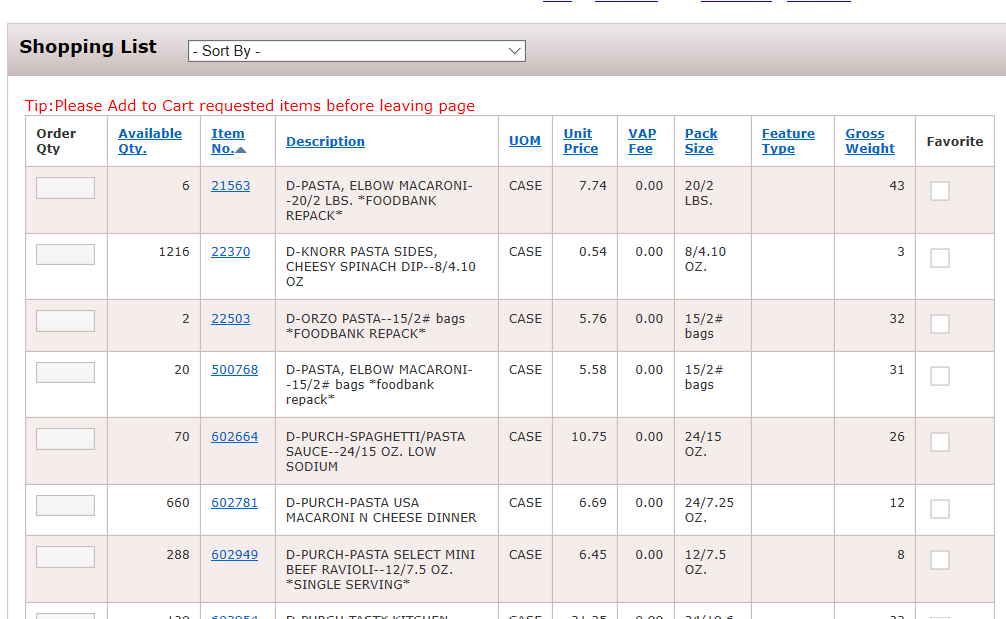 Shopping List
- Sort By -
Tip:Please Add to Cart requested items before leaving page
Order Qty Available Qty. Item No. Description UOM Unit Price VAP Fee Pack Size Feature Type Gross Weight Favorite
6 21563 D-PASTA, ELBOW MACARONI- CASE 7.74 0.00 20/2 43
-20/2 LBS. *FOODBANK LBS.
REPACK*
1216 22370 D-KNORR PASTA SIDES, CASE 0.54 0.00 8/4.10 3
CHEESY SPINACH DIP--8/4.10 OZ.
OZ
2 22503 D-ORZO PASTA--15/2# bags CASE 5.76 0.00 15/2# 32
*FOODBANK REPACK* bags
20 500768 D-PASTA, ELBOW MACARONI- CASE 5.58 0.00 15/2# 31
-15/2# bags *foodbank bags
repack*
70 602664 D-PURCH-SPAGHETTI/PASTA CASE 10.75 0.00 24/15 26
SAUCE--24/15 OZ. LOW OZ.
SODIUM
660 602781 D-PURCH-PASTA USA CASE 6.69 0.00 24/7.25 12
MACARONI N CHEESE DINNER OZ.
288 602949 D-PURCH-PASTA SELECT MINI CASE 6.45 0.00 12/7.5 8
BEEF RAVIOLI--12/7.5 OZ. OZ.
*SINGLE SERVING*